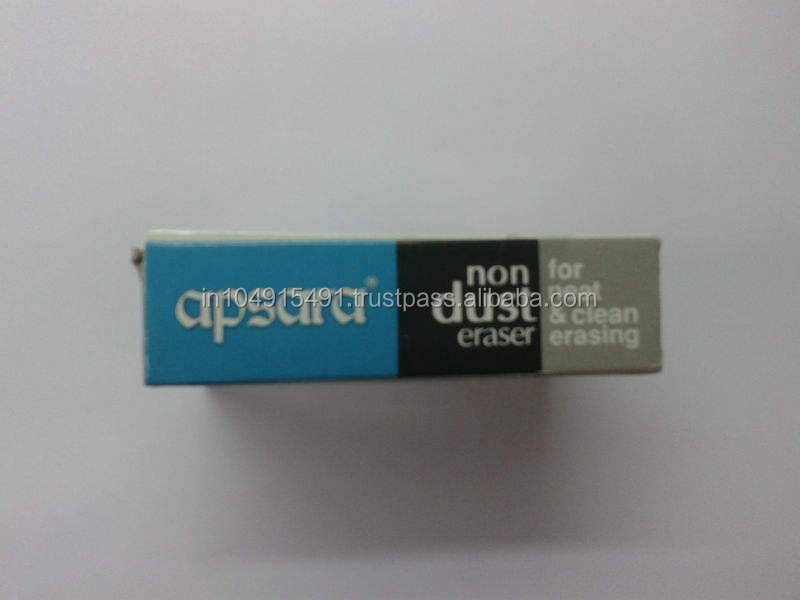 apsara®
non
dust
eraser
for
neat
& clean
erasing
in104915491.trustpass.alibaba.com